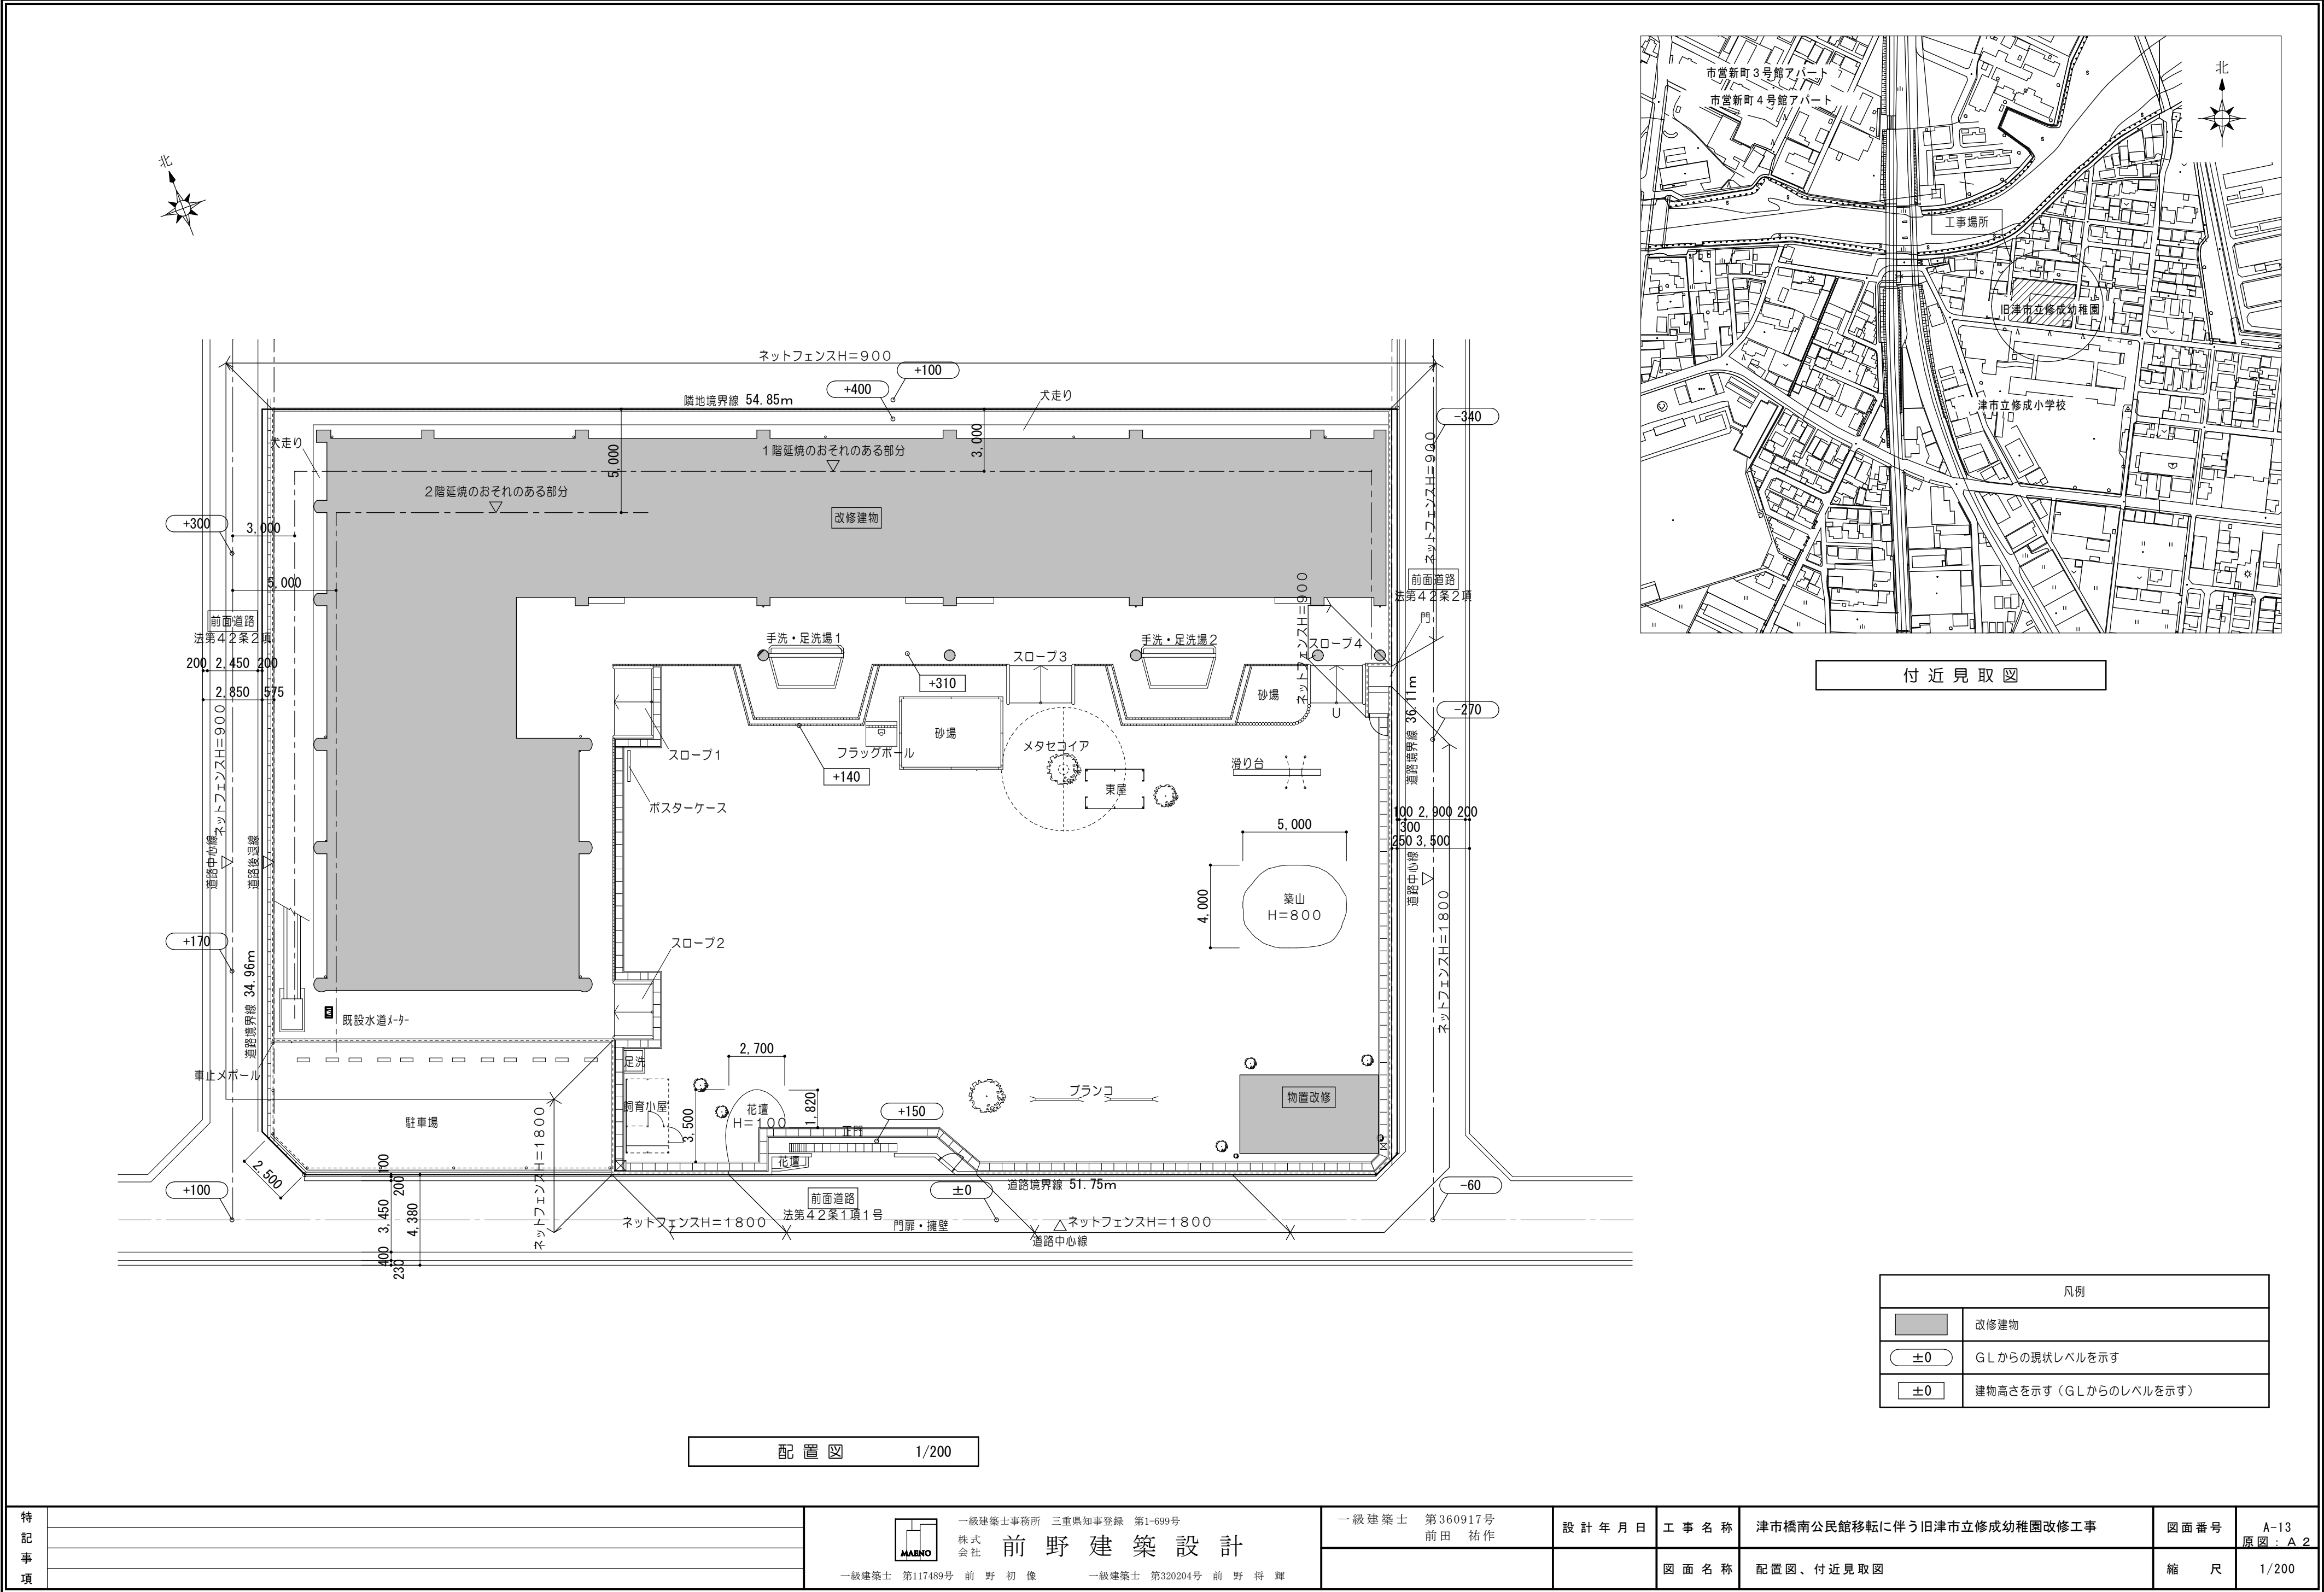 市営新町３号館アパート
市営新町４号館アパート
北
工事場所
旧津市立修成幼稚園
津市立修成小学校
付近見取図
北
ネットフェンスＨ＝９００
+100
+400
隣地境界線 54.85m
犬走り
-340
犬走り
5,000
3,000
１階延焼のおそれのある部分
２階延焼のおそれのある部分
改修建物
ネットフェンスＨ＝９００
+300
3,000
5,000
前面道路
法第４２条２項
200 2,450 200
2,850 575
ネットフェンスＨ＝９００
前面道路
法第４２条２項
門
手洗・足洗場１
手洗・足洗場２
スロープ３
スロープ４
ネットフェンスＨ＝９００
+310
砂場
砂場
U
道路境界線 36.11m
-270
スロープ１
フラッグポール
メタセコイア
滑り台
+140
東屋
ポスターケース
100 2,900 200
300
250 3,500
5,000
道路中心線
道路後退線
道路中心線
4,000
築山
Ｈ＝８００
ネットフェンスＨ＝１８００
+170
スロープ２
道路境界線 34.96m
既設水道メーター
車止メポール
足洗
2,700
飼育小屋
3,500
花壇
Ｈ＝１００
1,820
+150
正門
花壇
ブランコ
物置改修
駐車場
ネットフェンスＨ＝１８００
2,500
+100
100
200
3,450
4,380
400
230
前面道路
法第４２条１項１号
±0
道路境界線 51.75m
-60
ネットフェンスＨ＝１８００
門扉・擁壁
ネットフェンスＨ＝１８００
道路中心線
凡例
改修建物
±0
ＧＬからの現状レベルを示す
±0
建物高さを示す（ＧＬからのレベルを示す）
配置図 1/200
特記事項
MAENO
一級建築士事務所 三重県知事登録 第1-699号
株式会社 前野建築設計
一級建築士 第117489号 前野初像 一級建築士 第320204号 前野将輝
一級建築士 第360917号
前田 祐作
設計年月日
工事名称
津市橋南公民館移転に伴う旧津市立修成幼稚園改修工事
図面番号
A-13
原図：Ａ２
図面名称
配置図、付近見取図
縮尺
1/200